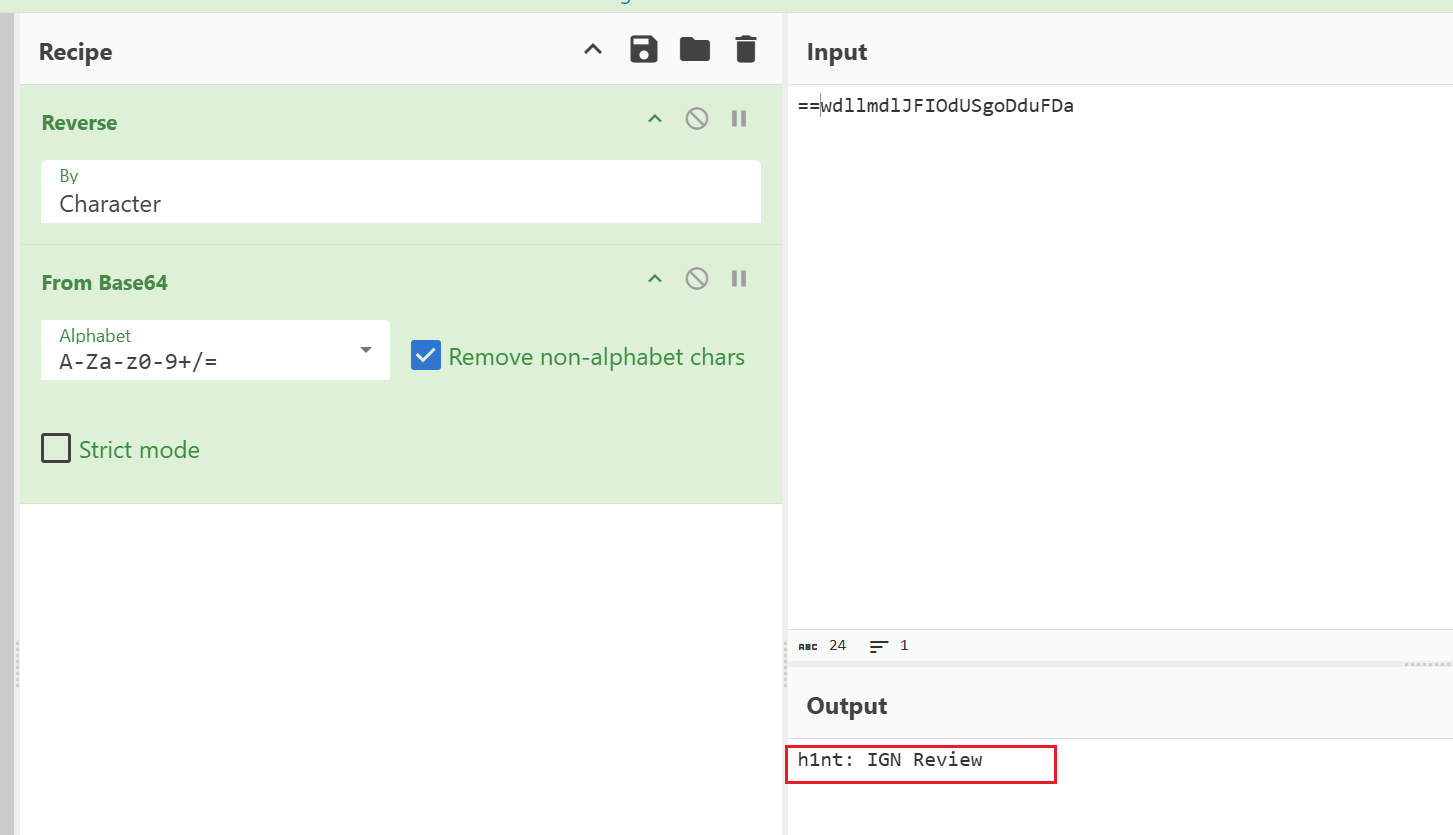 Recipe
Reverse
By
Character
From Base64
Alphabet
A-Za-z0-9+/=
Remove non-alphabet chars
Strict mode
Input
==wdllmdlJFIOdUSgoDduFDa
ABC 24 1
Output
h1nt: IGN Review